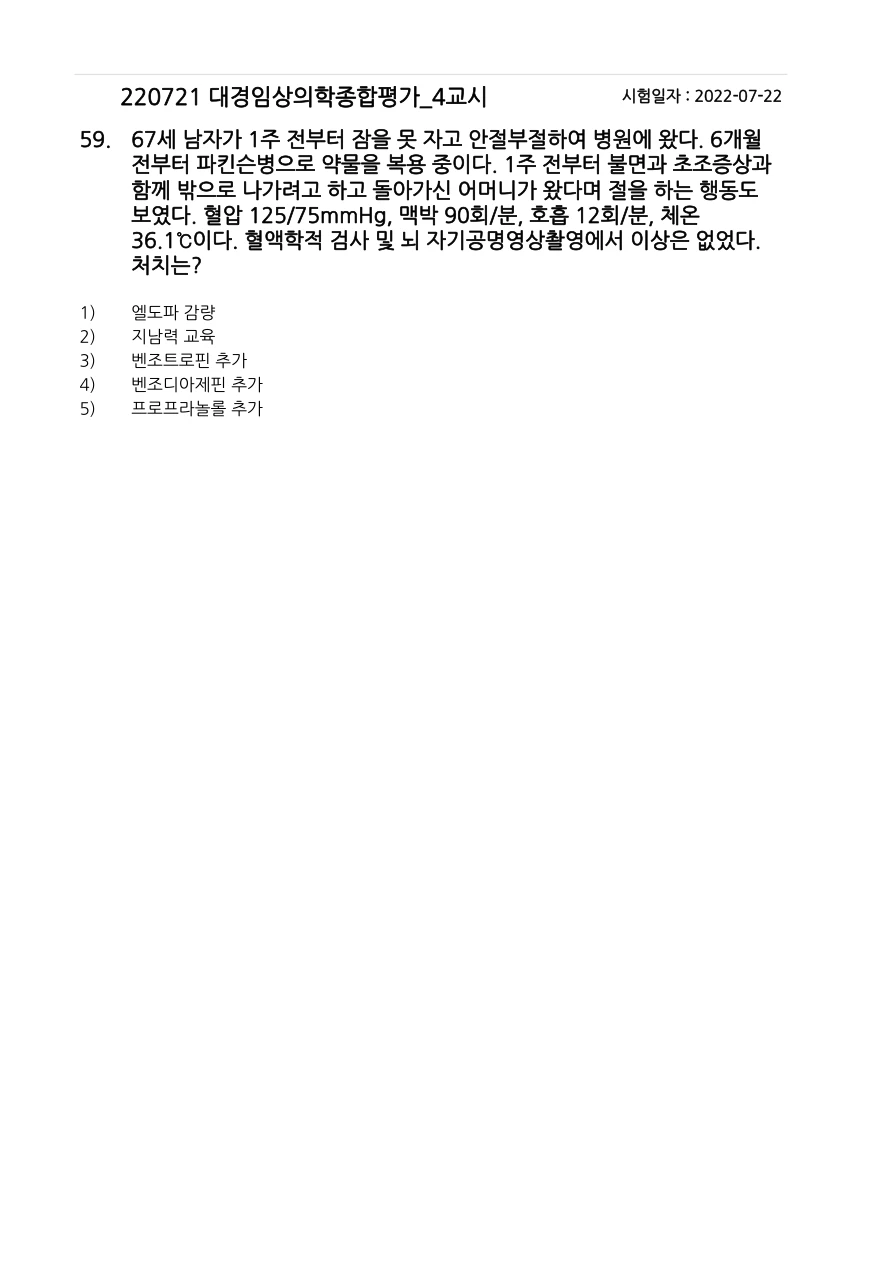 220721 대경임상의학종합평가_4교시 시험일자 : 2022-07-22
59. 67세 남자가 1주 전부터 잠을 못 자고 안절부절하여 병원에 왔다. 6개월
전부터 파킨슨병으로 약물을 복용 중이다. 1주 전부터 불면과 초조증상과
함께 밖으로 나가려고 하고 돌아가신 어머니가 왔다며 절을 하는 행동도
보였다. 혈압 125/75mmHg, 맥박 90회/분, 호흡 12회/분, 체온
36.1℃이다. 혈액학적 검사 및 뇌 자기공명영상촬영에서 이상은 없었다.
처치는?
1) 엘도파 감량
2) 지남력 교육
3) 벤조트로핀 추가
4) 벤조디아제핀 추가
5) 프로프라놀롤 추가